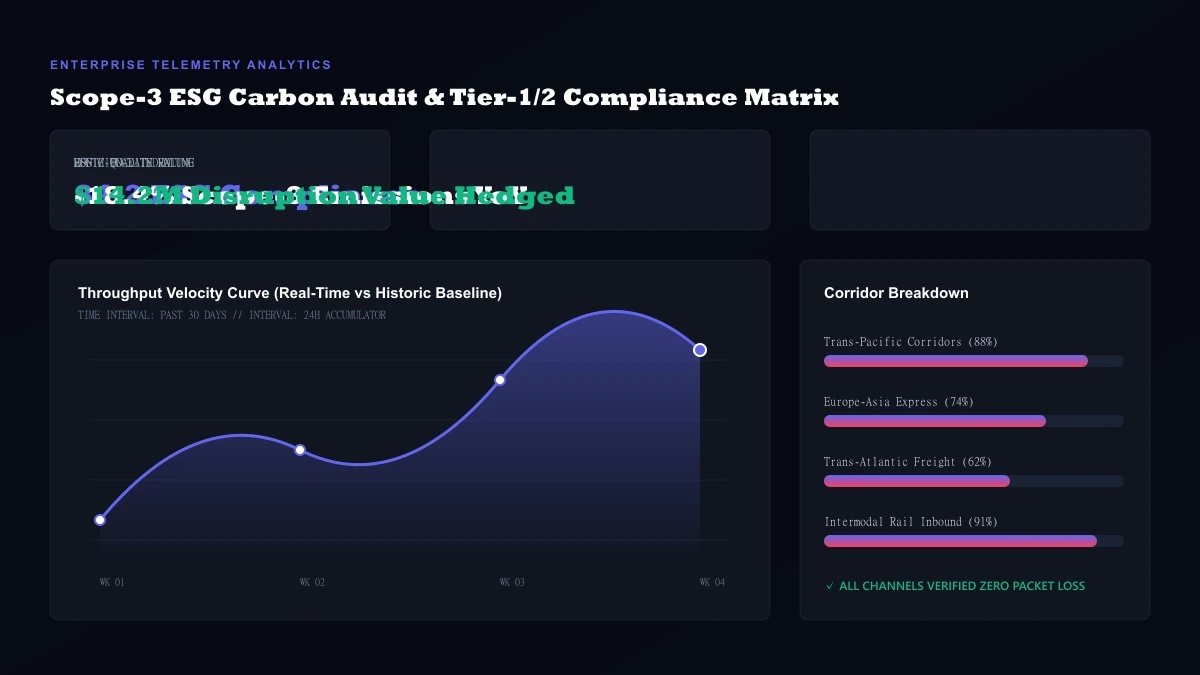 ENTERPRISE TELEMETRY ANALYTICS
Scope-3 ESG Carbon Audit & Tier-1/2 Compliance Matrix
Hedged
Throughput Velocity Curve (Real-Time vs Historic Baseline)
TIME INTERVAL: PAST 30 DAYS // INTERVAL: 24H ACCUMULATOR
WK 01
WK 02
WK 03
WK 04
Corridor Breakdown
Trans-Pacific Corridors (88%)
Europe-Asia Express (74%)
Trans-Atlantic Freight (62%)
Intermodal Rail Inbound (91%)
✓ ALL CHANNELS VERIFIED ZERO PACKET LOSS